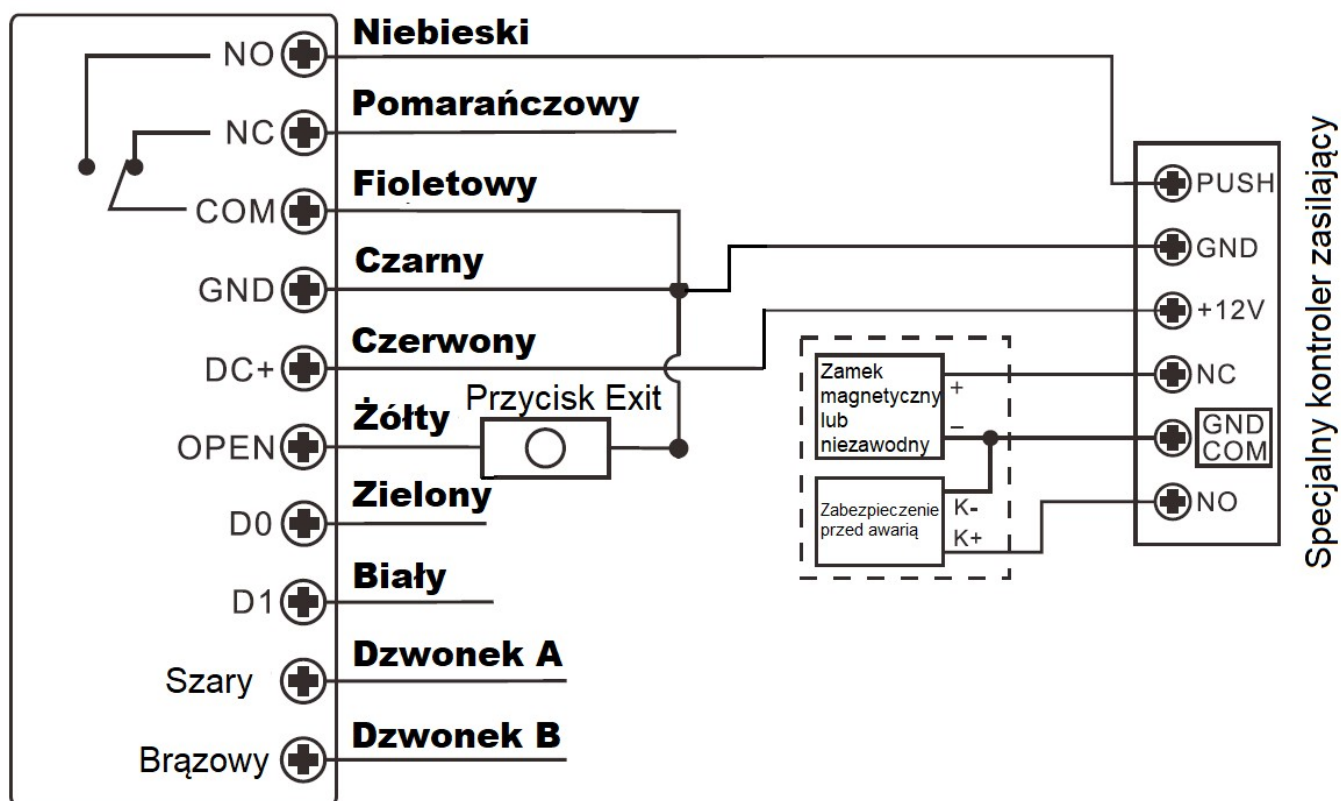 NO Niebieski
NC Pomarańczowy
COM Fioletowy
GND Czarny
DC+ Czerwony
OPEN Żółty
Przycisk Exit
D0 Zielony
D1 Biały
Szary Dzwonek A
Brązowy Dzwonek B
Zamek
magnetyczny
lub
niezawodny
+
–
Zabezpieczenie
przed awarią
K-
K+
PUSH
GND
+12V
NC
GND
COM
NO
Specjalny kontroler zasilający